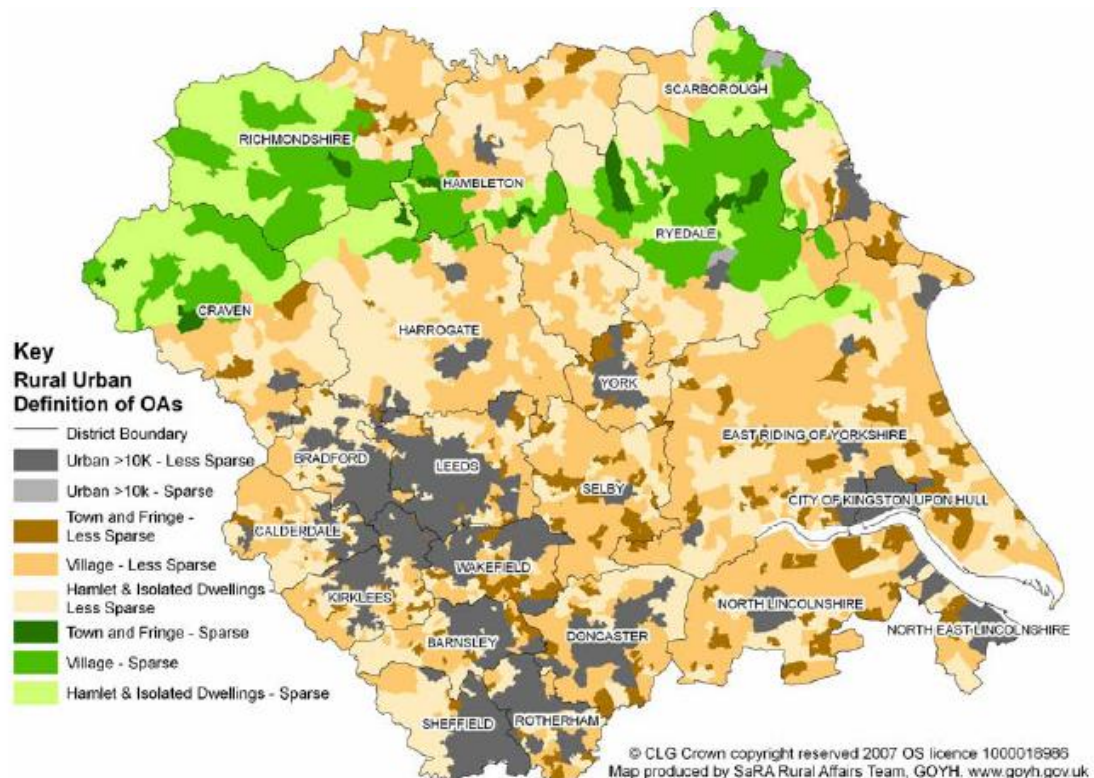 SCARBOROUGH
RICHMONDSHIRE
HAMBLETON
RYEDALE
CRAVEN
HARROGATE
YORK
EAST RIDING OF YORKSHIRE
BRADFORD
LEEDS
SELBY
CITY OF KINGSTON UPON HULL
CALDERDALE
WAKEFIELD
KIRKLEES
NORTH LINCOLNSHIRE
BARNSLEY
DONCASTER
NORTH EAST LINCOLNSHIRE
SHEFFIELD
ROTHERHAM
Key
Rural Urban
Definition of OAs
District Boundary
Urban >10K - Less Sparse
Urban >10k - Sparse
Town and Fringe -
Less Sparse
Village - Less Sparse
Hamlet & Isolated Dwellings -
Less Sparse
Town and Fringe - Sparse
Village - Sparse
Hamlet & Isolated Dwellings - Sparse
© CLG Crown copyright reserved 2007 OS licence 1000018986
Map produced by SaRA Rural Affairs Team, GOYH, www.goyh.gov.uk